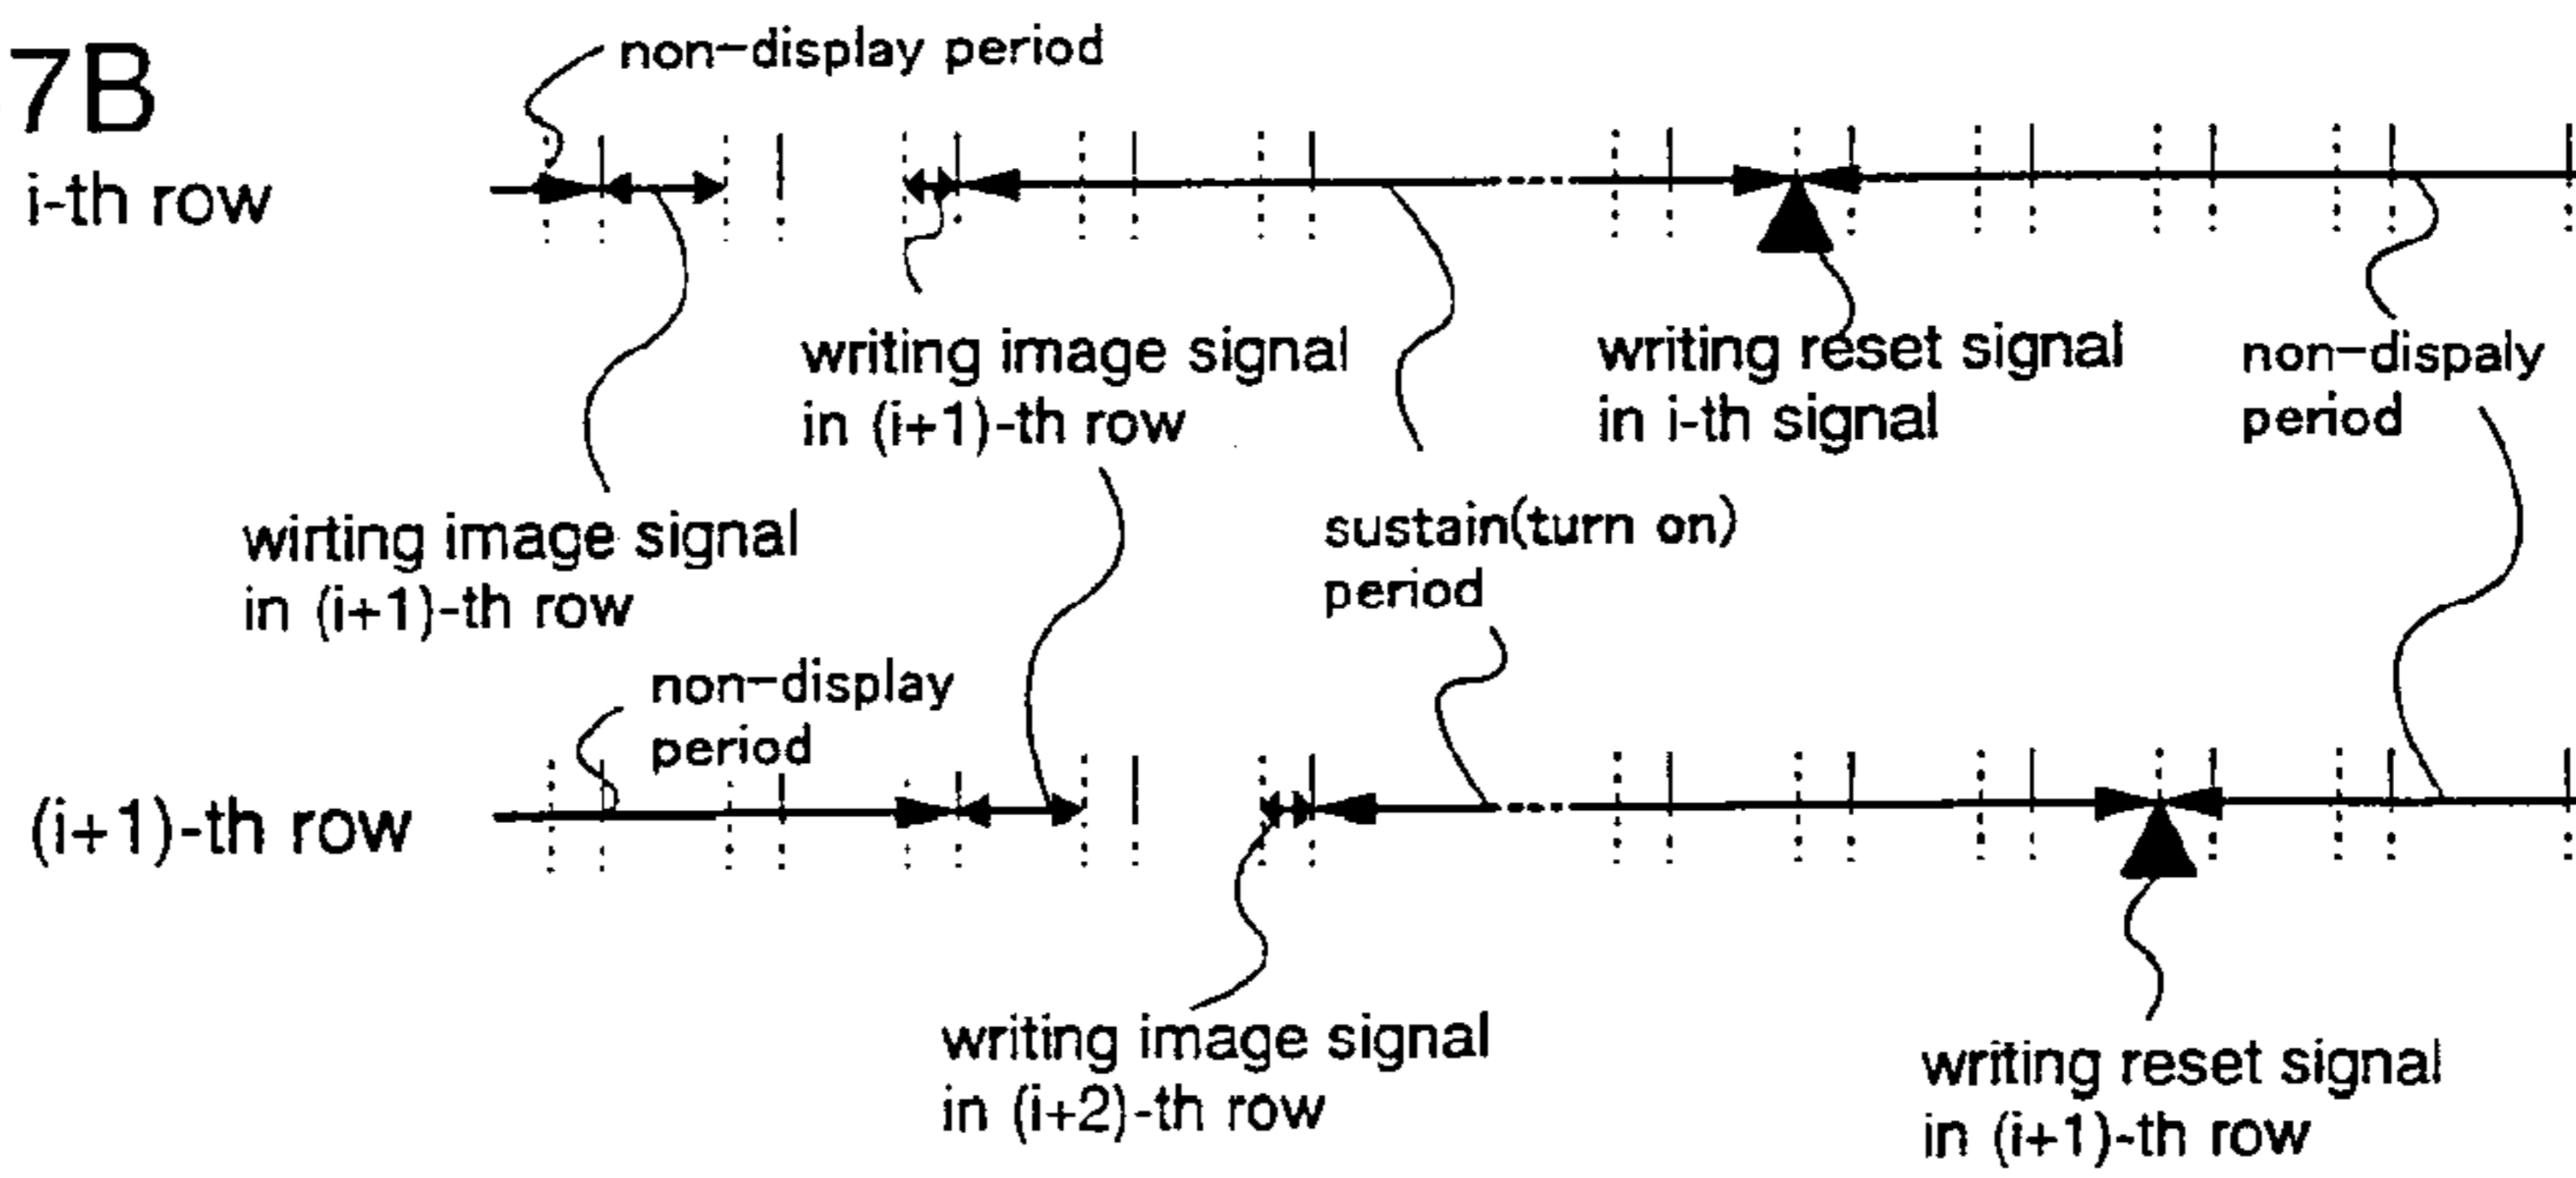 7B
non-display period
i-th row
writing image signal
in (i+1)-th row
writing reset signal
in i-th signal
non-dispaly
period
wirting image signal
in (i+1)-th row
sustain(turn on)
period
non-display
period
(i+1)-th row
writing image signal
in (i+2)-th row
writing reset signal
in (i+1)-th row